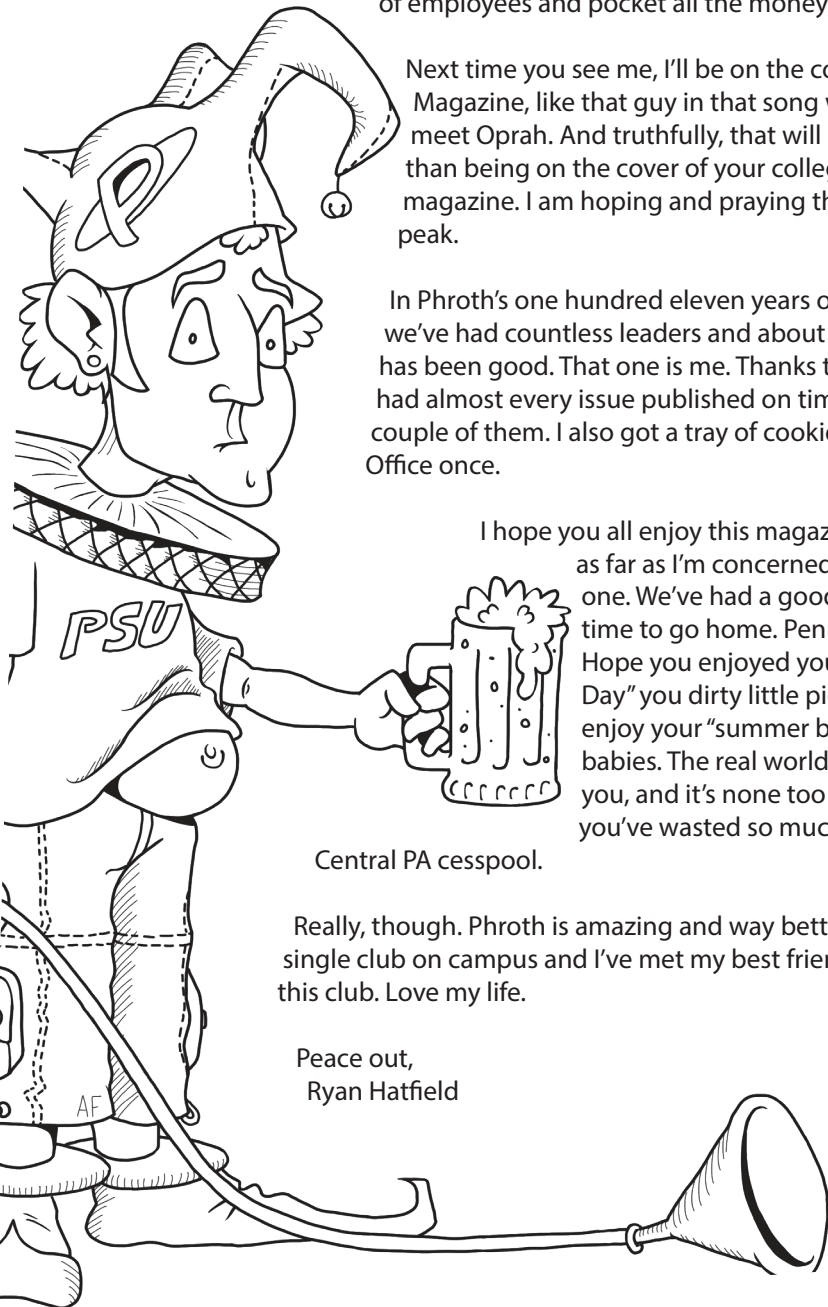 of employees and pocket all the money
Next time you see me, I’ll be on the co
Magazine, like that guy in that song w
meet Oprah. And truthfully, that will
than being on the cover of your colleg
magazine. I am hoping and praying th
peak.
In Phroth’s one hundred eleven years o
we’ve had countless leaders and about
has been good. That one is me. Thanks t
had almost every issue published on tim
couple of them. I also got a tray of cookie
Office once.
I hope you all enjoy this magaz
as far as I’m concerned
one. We’ve had a good
time to go home. Pen
Hope you enjoyed you
Day” you dirty little pi
enjoy your “summer b
babies. The real world
you, and it’s none too
you’ve wasted so muc
Central PA cesspool.
Really, though. Phroth is amazing and way bett
single club on campus and I’ve met my best frien
this club. Love my life.
Peace out,
Ryan Hatfield
PSU
AF